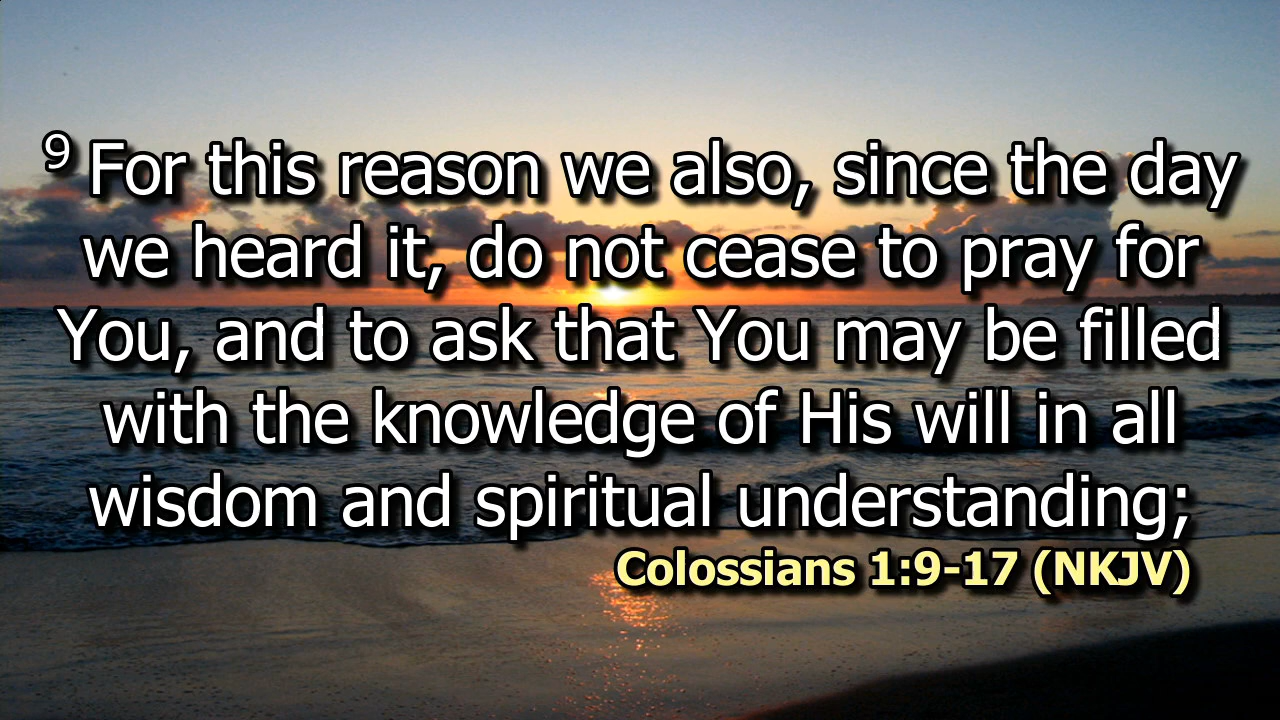 9 For this reason we also, since the day
we heard it, do not cease to pray for
You, and to ask that You may be filled
with the knowledge of His will in all
wisdom and spiritual understanding;
Colossians 1:9-17 (NKJV)